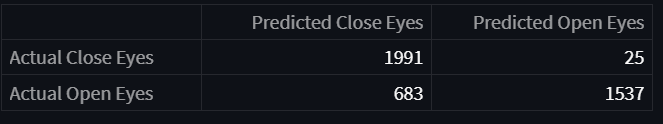 Predicted Close Eyes Predicted Open Eyes
Actual Close Eyes 1991 25
Actual Open Eyes 683 1537